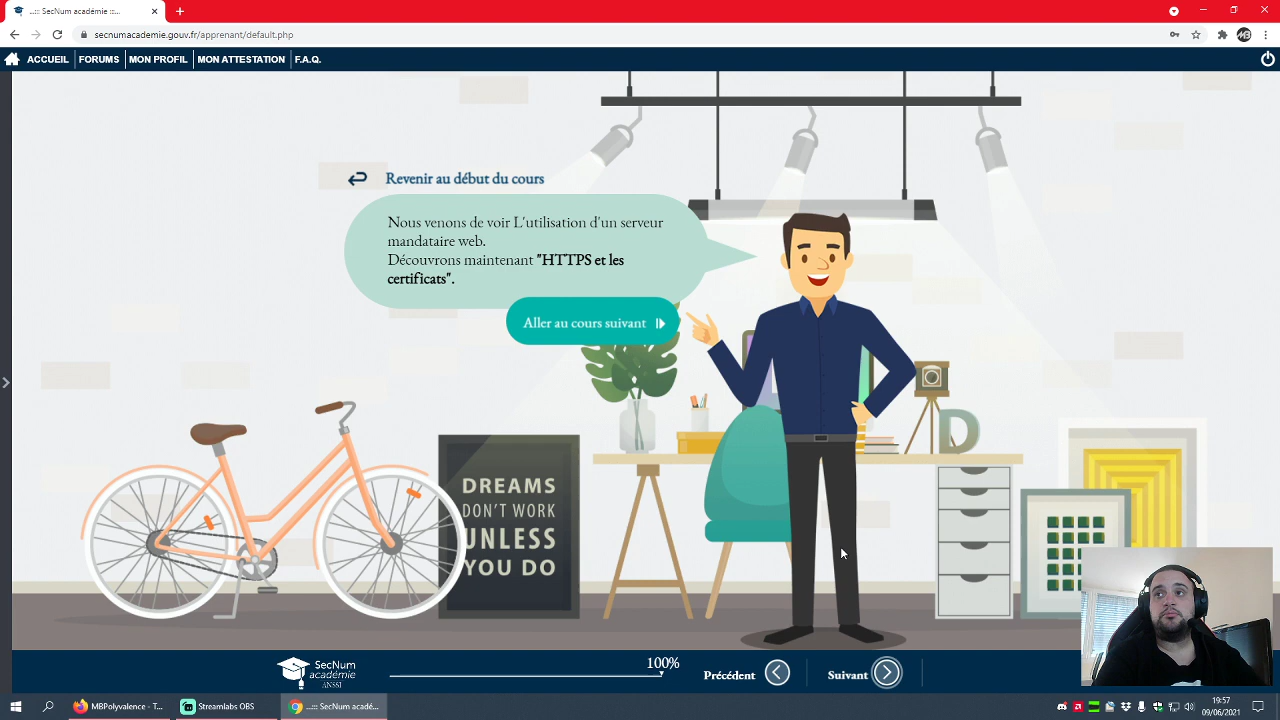 ..:: SecNum académie ::..
secnumacademie.gouv.fr/apprenant/default.php
ACCUEIL FORUMS MON PROFIL MON ATTESTATION F.A.Q.
Revenir au début du cours
Nous venons de voir L'utilisation d'un serveur
mandataire web.
Découvrons maintenant "HTTPS et les
certificats".
Aller au cours suivant
D
DREAMS
DON'T WORK
UNLESS
YOU DO
SecNum
académie
ANSSI
100%
Précédent
Suivant
MBPolyvalence - T...
Streamlabs OBS
..:: SecNum acadé...
19:57
09/06/2021